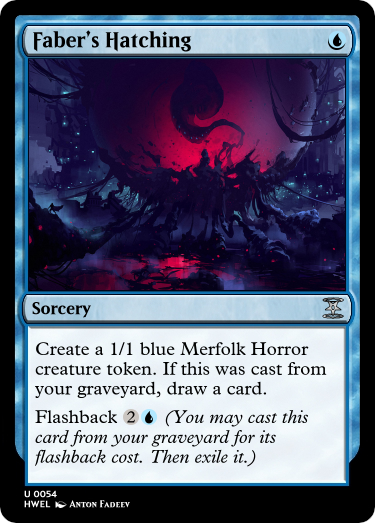 Faber's Hatching
Sorcery
Create a 1/1 blue Merfolk Horror
creature token. If this was cast from
your graveyard, draw a card.
Flashback 2 (You may cast this
card from your graveyard for its
flashback cost. Then exile it.)
U 0054
HWEL Anton Fadeev